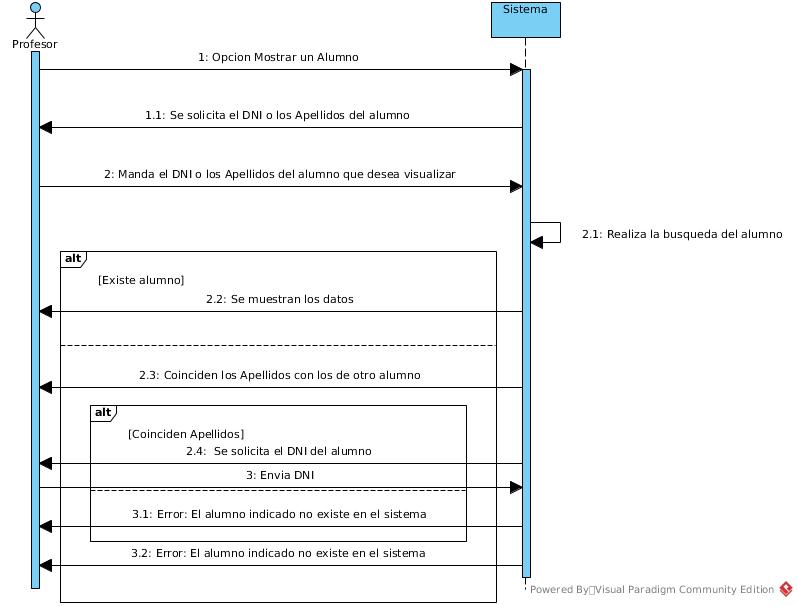 Sistema
Profesor
1: Opcion Mostrar un Alumno
1.1: Se solicita el DNI o los Apellidos del alumno
2: Manda el DNI o los Apellidos del alumno que desea visualizar
2.1: Realiza la busqueda del alumno
alt
[Existe alumno]
2.2: Se muestran los datos
2.3: Coinciden los Apellidos con los de otro alumno
alt
[Coinciden Apellidos]
2.4:  Se solicita el DNI del alumno
3: Envia DNI
3.1: Error: El alumno indicado no existe en el sistema
3.2: Error: El alumno indicado no existe en el sistema
Powered By Visual Paradigm Community Edition